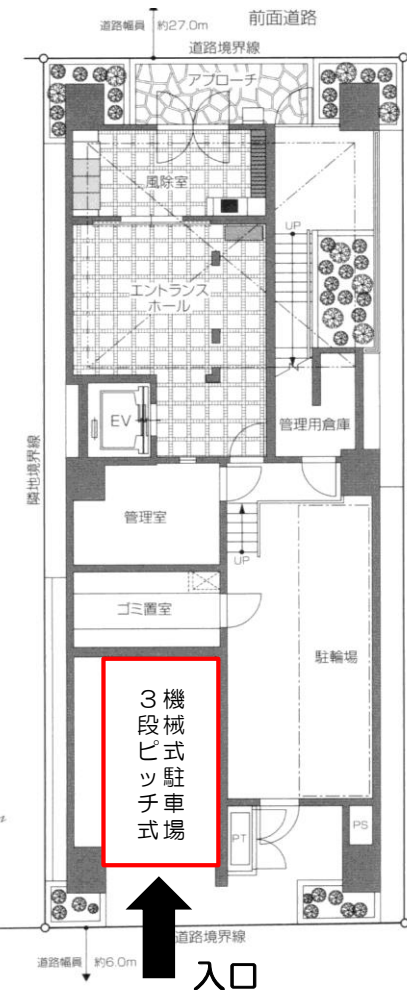 道路幅員 約27.0m
前面道路
道路境界線
アプローチ
風除室
UP
エントランス
ホール
EV
管理用倉庫
隣地境界線
管理室
UP
ゴミ置室
駐輪場
機械式駐車場
3段ピッチ式
PT
PS
道路境界線
道路幅員 約6.0m
入口